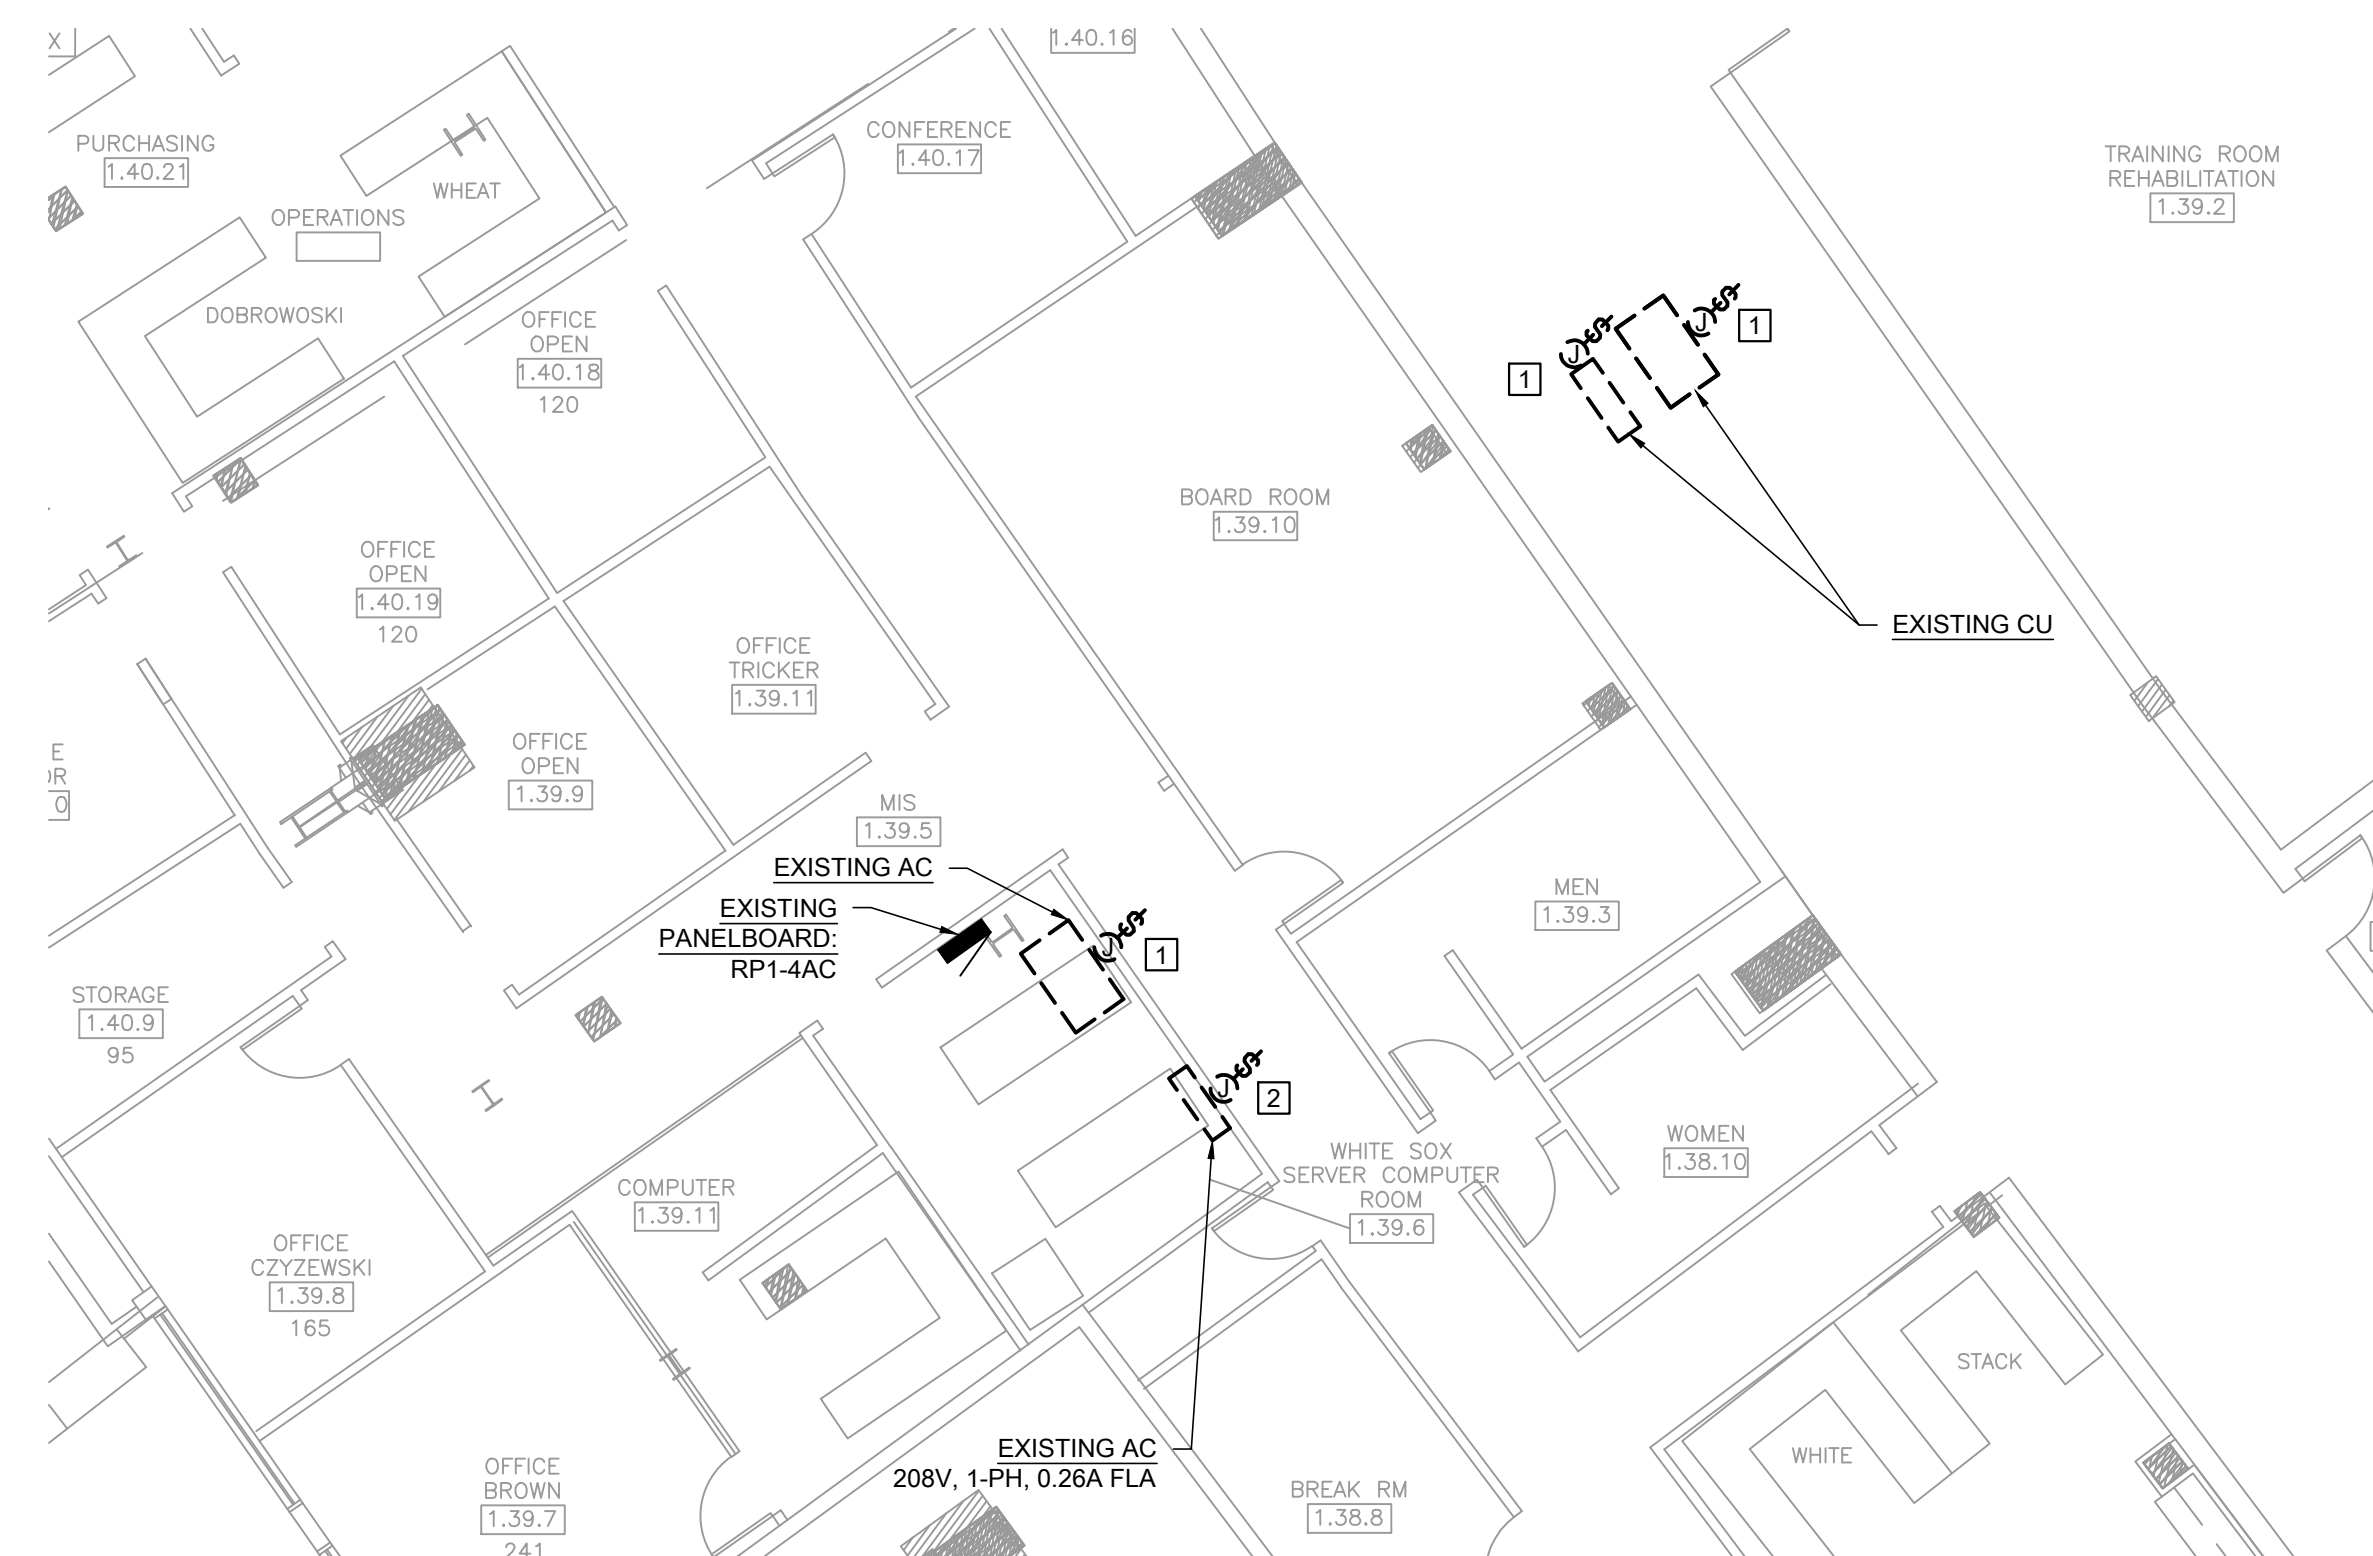 X
1.40.16
PURCHASING
1.40.21
WHEAT
OPERATIONS
DOBROWOSKI
CONFERENCE
1.40.17
TRAINING ROOM
REHABILITATION
1.39.2
OFFICE
OPEN
1.40.18
120
J
1
J
1
EXISTING CU
BOARD ROOM
1.39.10
OFFICE
OPEN
1.40.19
120
OFFICE
TRICKER
1.39.11
OFFICE
OPEN
1.39.9
E
OR
0
MIS
1.39.5
EXISTING AC
EXISTING
PANELBOARD:
RP1-4AC
J
1
MEN
1.39.3
STORAGE
1.40.9
95
J
2
WHITE SOX
SERVER COMPUTER
ROOM
1.39.6
WOMEN
1.38.10
COMPUTER
1.39.11
OFFICE
CZYZEWSKI
1.39.8
165
STACK
WHITE
EXISTING AC
208V, 1-PH, 0.26A FLA
OFFICE
BROWN
1.39.7
241
BREAK RM
1.38.8